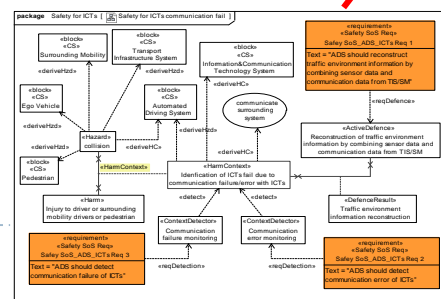 package Safety for ICTs [ Safety for ICTs communication fail ]
«block»
«CS»
Surrounding Mobility
«block»
«CS»
Transport
Infrastructure System
«block»
«CS»
Information&Communication
Technology System
«requirement»
«Safety SoS Req»
Safey SoS_ADS_ICTs Req 1
Text = "ADS should reconstruct
traffic environment information by
combining sensor data and
communication data from TIS/SM"
«deriveHzd»
«deriveHzd»
«deriveHC»
«block»
«CS»
Ego Vehicle
«block»
«CS»
Automated
Driving System
communicate
surrounding
system
«reqDefence»
«deriveHzd»
«deriveHzd»
«deriveHC»
«Hazard»
collision
«ActiveDefence»
Reconstruction of traffic environment
information by combining sensor data and
communication data from TIS/SM
«deriveHzd»
«deriveHC»
«block»
«CS»
Pedestrian
«HarmContext»
«HarmContext»
Idenfication of ICTs fail due to
communication failure/error with ICTs
«Harm»
Injury to driver or surrounding
mobility drivers or pedestrian
«detect»
«detect»
«DefenceResult»
Traffic environment
information reconstruction
«ContextDetector»
Communication
failure monitoring
«ContextDetector»
Communication
error monitoring
«requirement»
«Safety SoS Req»
Safey SoS_ADS_ICTs Req 3
Text = "ADS should detect
communication failure of ICTs"
«reqDetection»
«reqDetection»
«requirement»
«Safety SoS Req»
Safey SoS_ADS_ICTs Req 2
Text = "ADS should detect
communication error of ICTs"